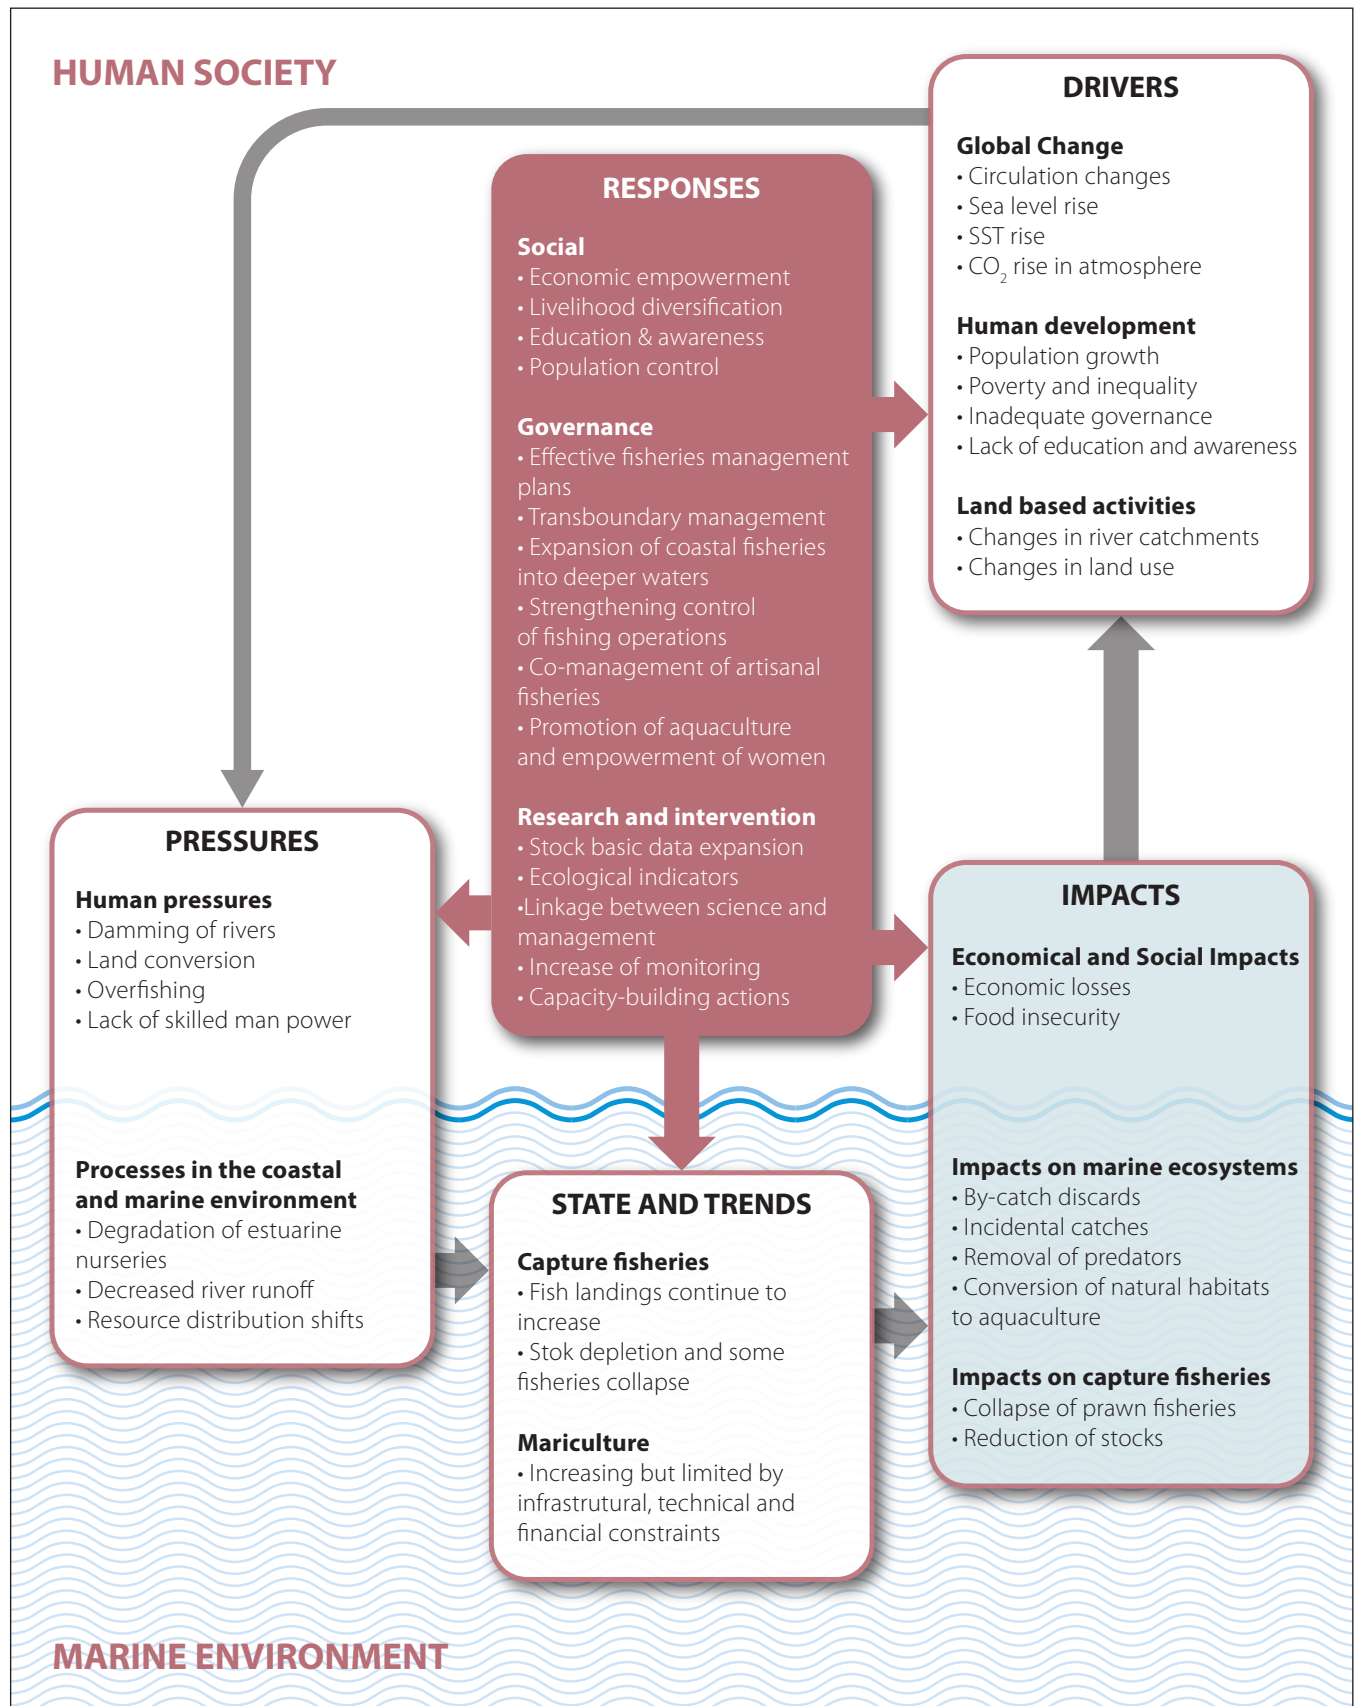 HUMAN SOCIETY
DRIVERS
Global Change
• Circulation changes
• Sea level rise
• SST rise
• CO2 rise in atmosphere
Human development
• Population growth
• Poverty and inequality
• Inadequate governance
• Lack of education and awareness
Land based activities
• Changes in river catchments
• Changes in land use
RESPONSES
Social
• Economic empowerment
• Livelihood diversification
• Education & awareness
• Population control
Governance
• Effective fisheries management
plans
• Transboundary management
• Expansion of coastal fisheries
into deeper waters
• Strengthening control
of fishing operations
• Co-management of artisanal
fisheries
• Promotion of aquaculture
and empowerment of women
Research and intervention
• Stock basic data expansion
• Ecological indicators
•Linkage between science and
management
• Increase of monitoring
• Capacity-building actions
PRESSURES
Human pressures
• Damming of rivers
• Land conversion
• Overfishing
• Lack of skilled man power
Processes in the coastal
and marine environment
• Degradation of estuarine
nurseries
• Decreased river runoff
• Resource distribution shifts
STATE AND TRENDS
Capture fisheries
• Fish landings continue to
increase
• Stok depletion and some
fisheries collapse
Mariculture
• Increasing but limited by
infrastrutural, technical and
financial constraints
IMPACTS
Economical and Social Impacts
• Economic losses
• Food insecurity
Impacts on marine ecosystems
• By-catch discards
• Incidental catches
• Removal of predators
• Conversion of natural habitats
to aquaculture
Impacts on capture fisheries
• Collapse of prawn fisheries
• Reduction of stocks
MARINE ENVIRONMENT